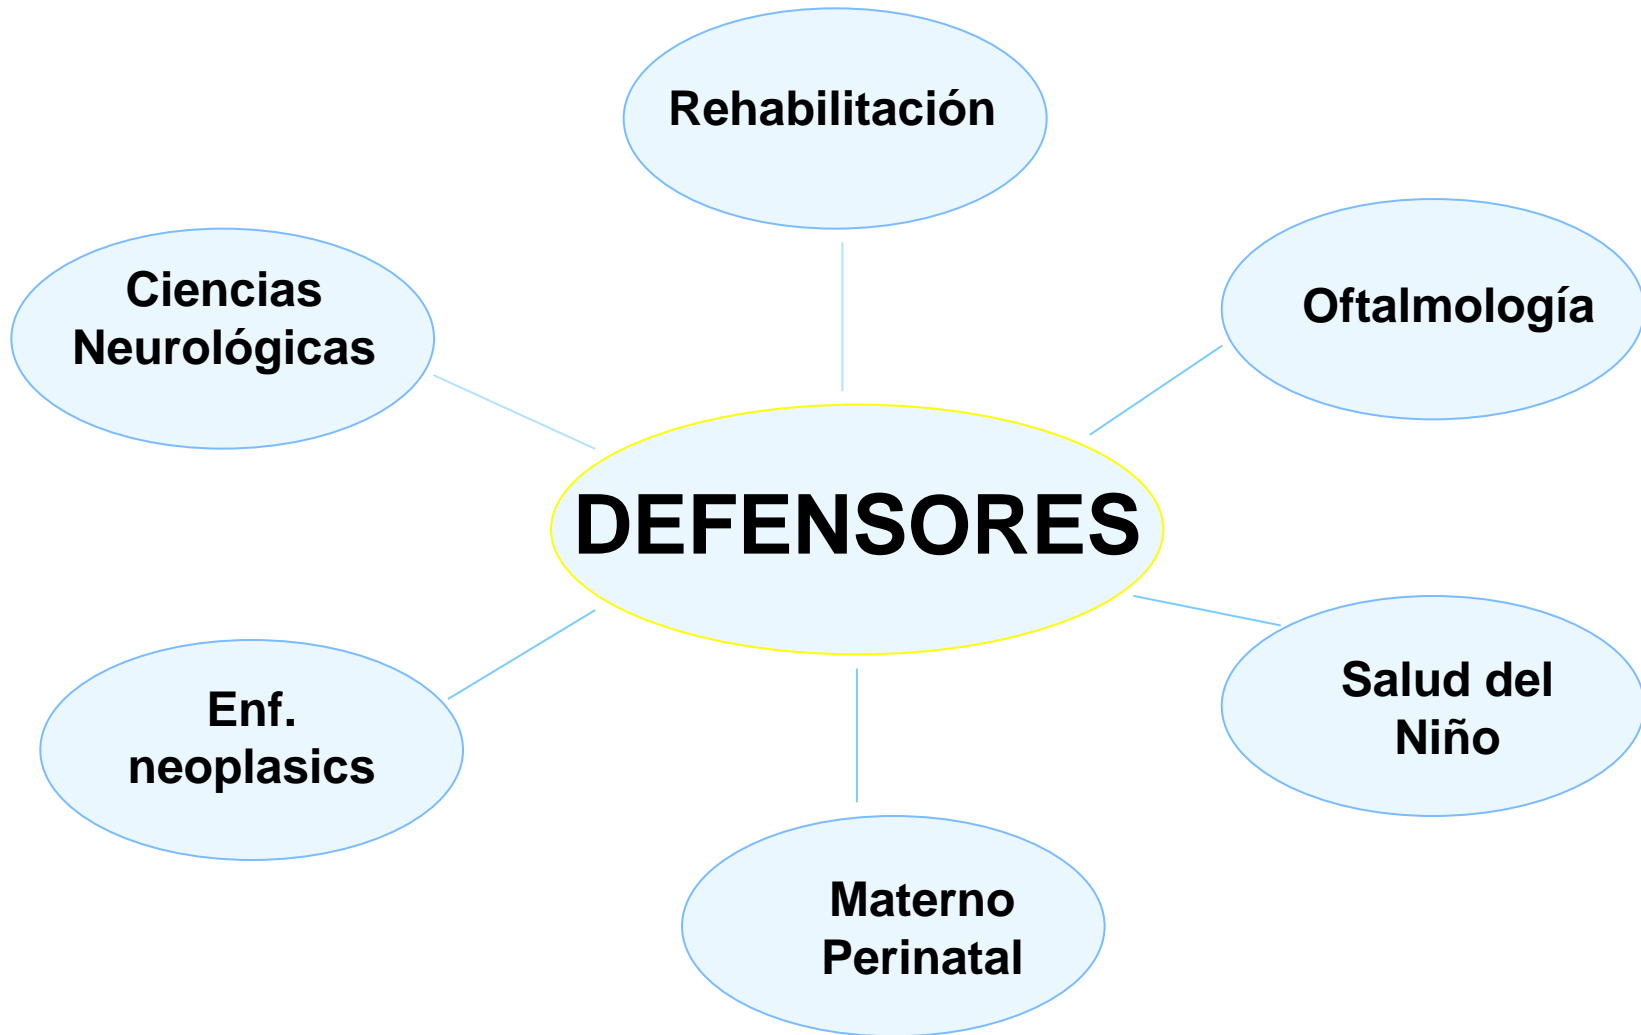 Rehabilitación
Ciencias
Neurológicas
Oftalmología
DEFENSORES
Enf.
neoplasics
Salud del
Niño
Materno
Perinatal